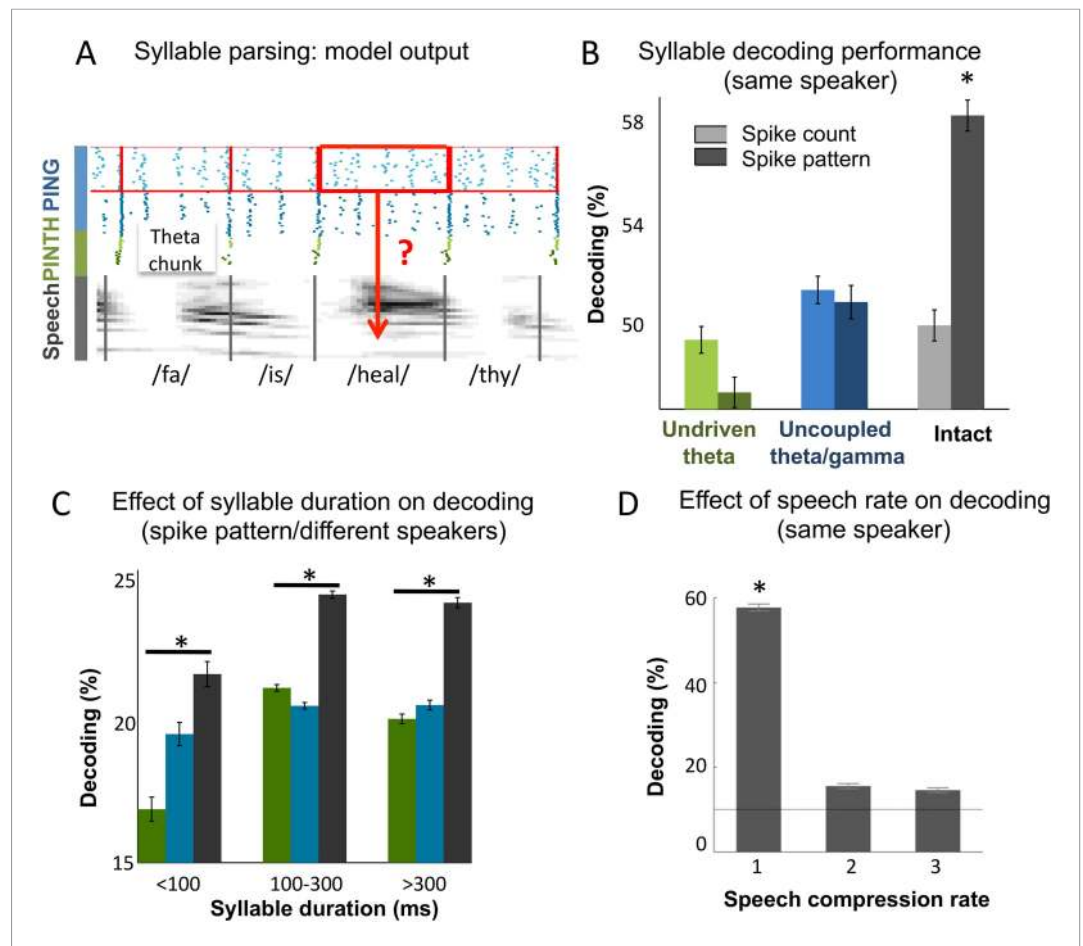 A Syllable parsing: model output
Speech PINTH PING
Theta
chunk
?
/fa/ /is/ /heal/ /thy/
B Syllable decoding performance
(same speaker)
*
58
54
50
Decoding (%)
Spike count
Spike pattern
Undriven
theta
Uncoupled
theta/gamma
Intact
C Effect of syllable duration on decoding
(spike pattern/different speakers)
25
20
15
Decoding (%)
* * *
<100 100-300 >300
Syllable duration (ms)
D Effect of speech rate on decoding
(same speaker)
*
60
40
20
0
Decoding (%)
1 2 3
Speech compression rate